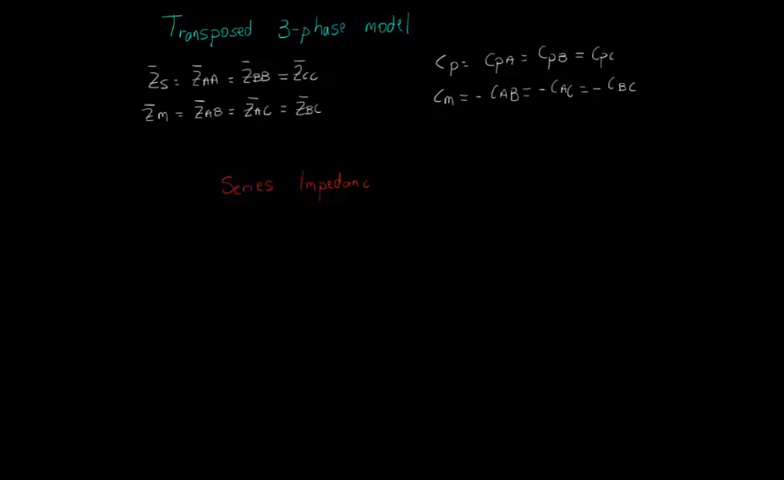 Transposed 3-phase model
Z̄s = Z̄AA = Z̄BB = Z̄CC
Z̄m = Z̄AB = Z̄AC = Z̄BC
Cp = CpA = CpB = CpC
Cm = - CAB = - CAC = - CBC
Series Impedanc